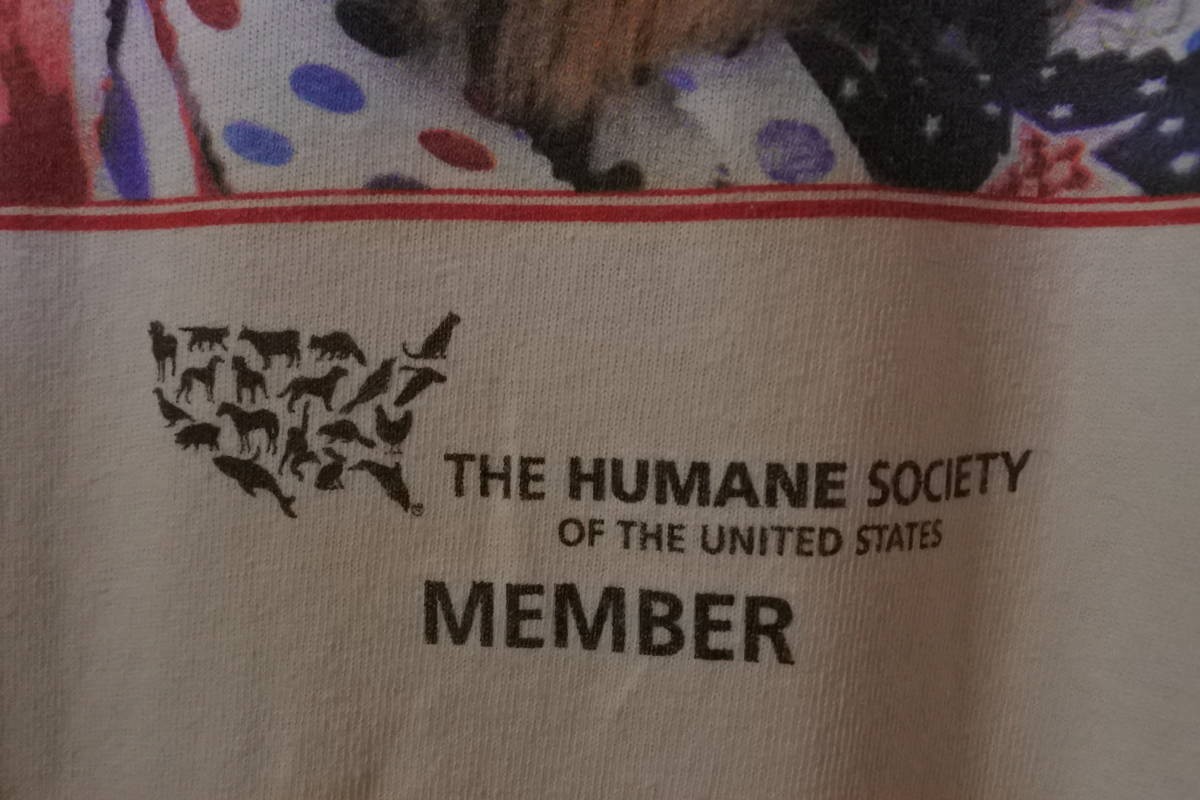 THE HUMANE SOCIETY
OF THE UNITED STATES
MEMBER